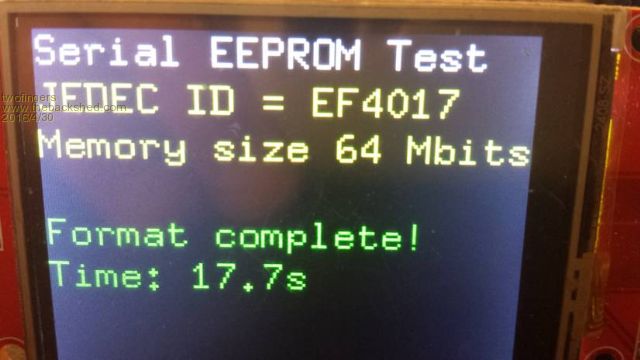 Serial EEPROM Test
JEDEC ID = EF4017
twofingers
www.thebackshed.com
2016/4/30
Memory size 64 Mbits
Format complete!
Time: 17.7s